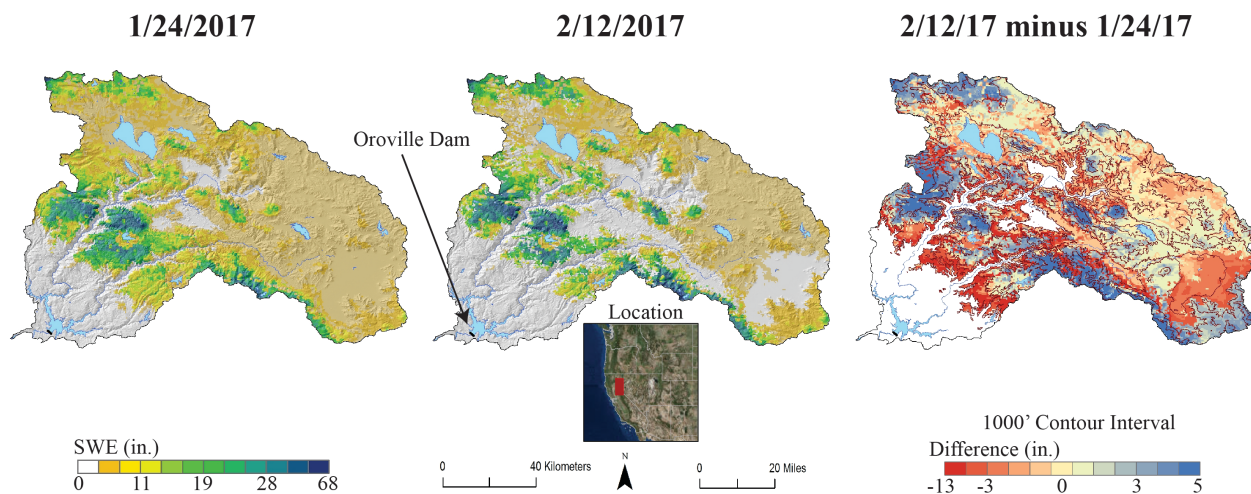 1/24/2017
2/12/2017
2/12/17 minus 1/24/17
Oroville Dam
Location
1000’ Contour Interval
SWE (in.)
0 11 19 28 68
0 40 Kilometers
N
0 20 Miles
Difference (in.)
-13 -3 0 3 5